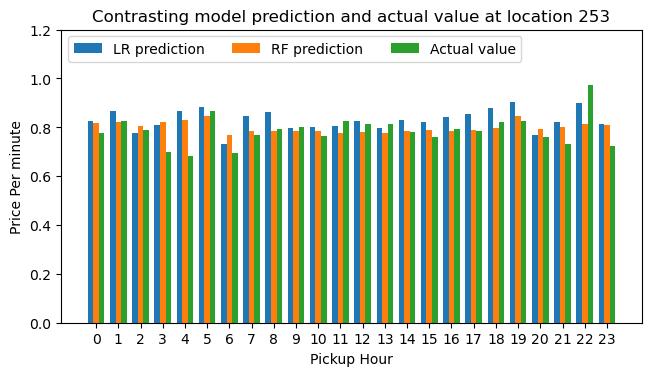 Contrasting model prediction and actual value at location 253
LR prediction RF prediction Actual value
Price Per minute
1.2
1.0
0.8
0.6
0.4
0.2
0.0
0 1 2 3 4 5 6 7 8 9 10 11 12 13 14 15 16 17 18 19 20 21 22 23
Pickup Hour